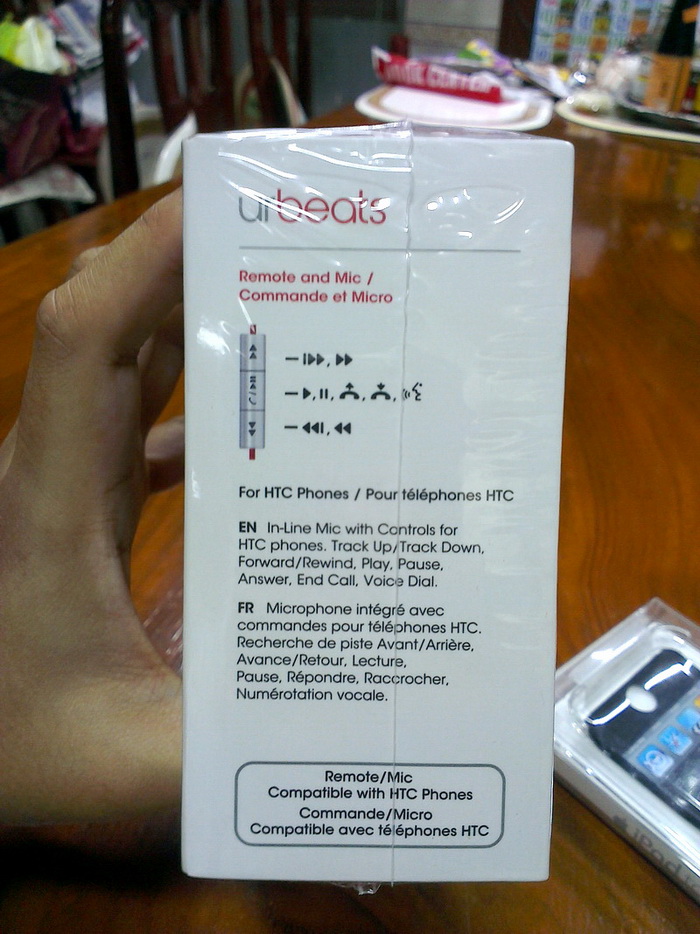 urbeats
Remote and Mic /
Commande et Micro
For HTC Phones / Pour téléphones HTC
EN In-Line Mic with Controls for
HTC phones. Track Up/Track Down,
Forward/Rewind, Play, Pause,
Answer, End Call, Voice Dial.
FR Microphone intégré avec
commandes pour téléphones HTC.
Recherche de piste Avant/Arrière,
Avance/Retour, Lecture,
Pause, Répondre, Raccrocher,
Numérotation vocale.
Remote/Mic
Compatible with HTC Phones
Commande/Micro
Compatible avec téléphones HTC
iPod